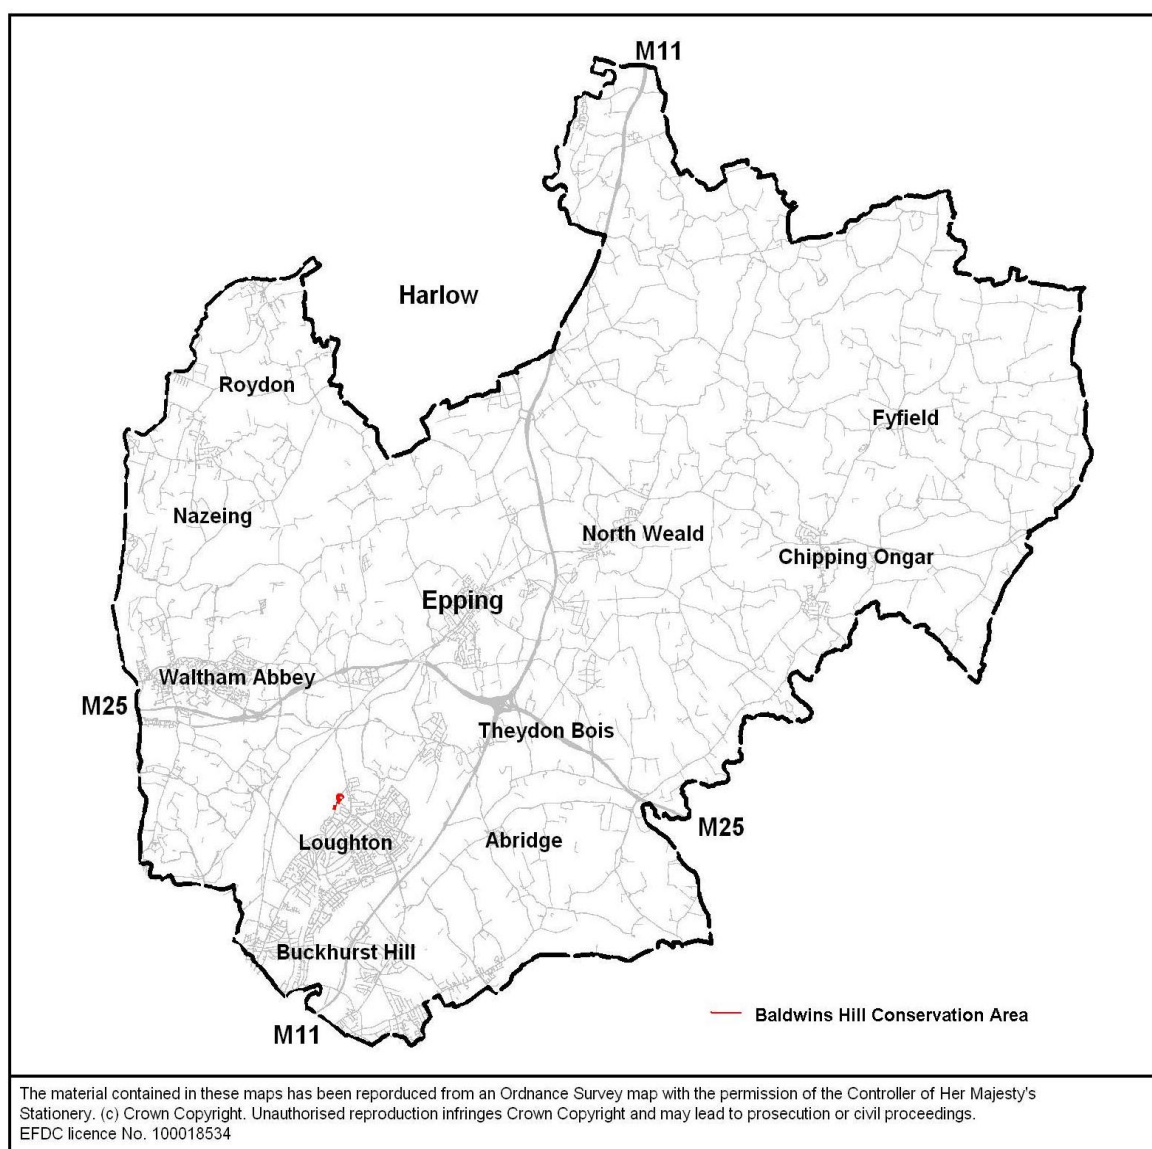 M11
Harlow
Roydon
Fyfield
Nazeing
North Weald
Chipping Ongar
Epping
Waltham Abbey
M25
Theydon Bois
M25
Loughton
Abridge
Buckhurst Hill
Baldwins Hill Conservation Area
M11
The material contained in these maps has been reporduced from an Ordnance Survey map with the permission of the Controller of Her Majesty's
Stationery. (c) Crown Copyright. Unauthorised reproduction infringes Crown Copyright and may lead to prosecution or civil proceedings.
EFDC licence No. 100018534